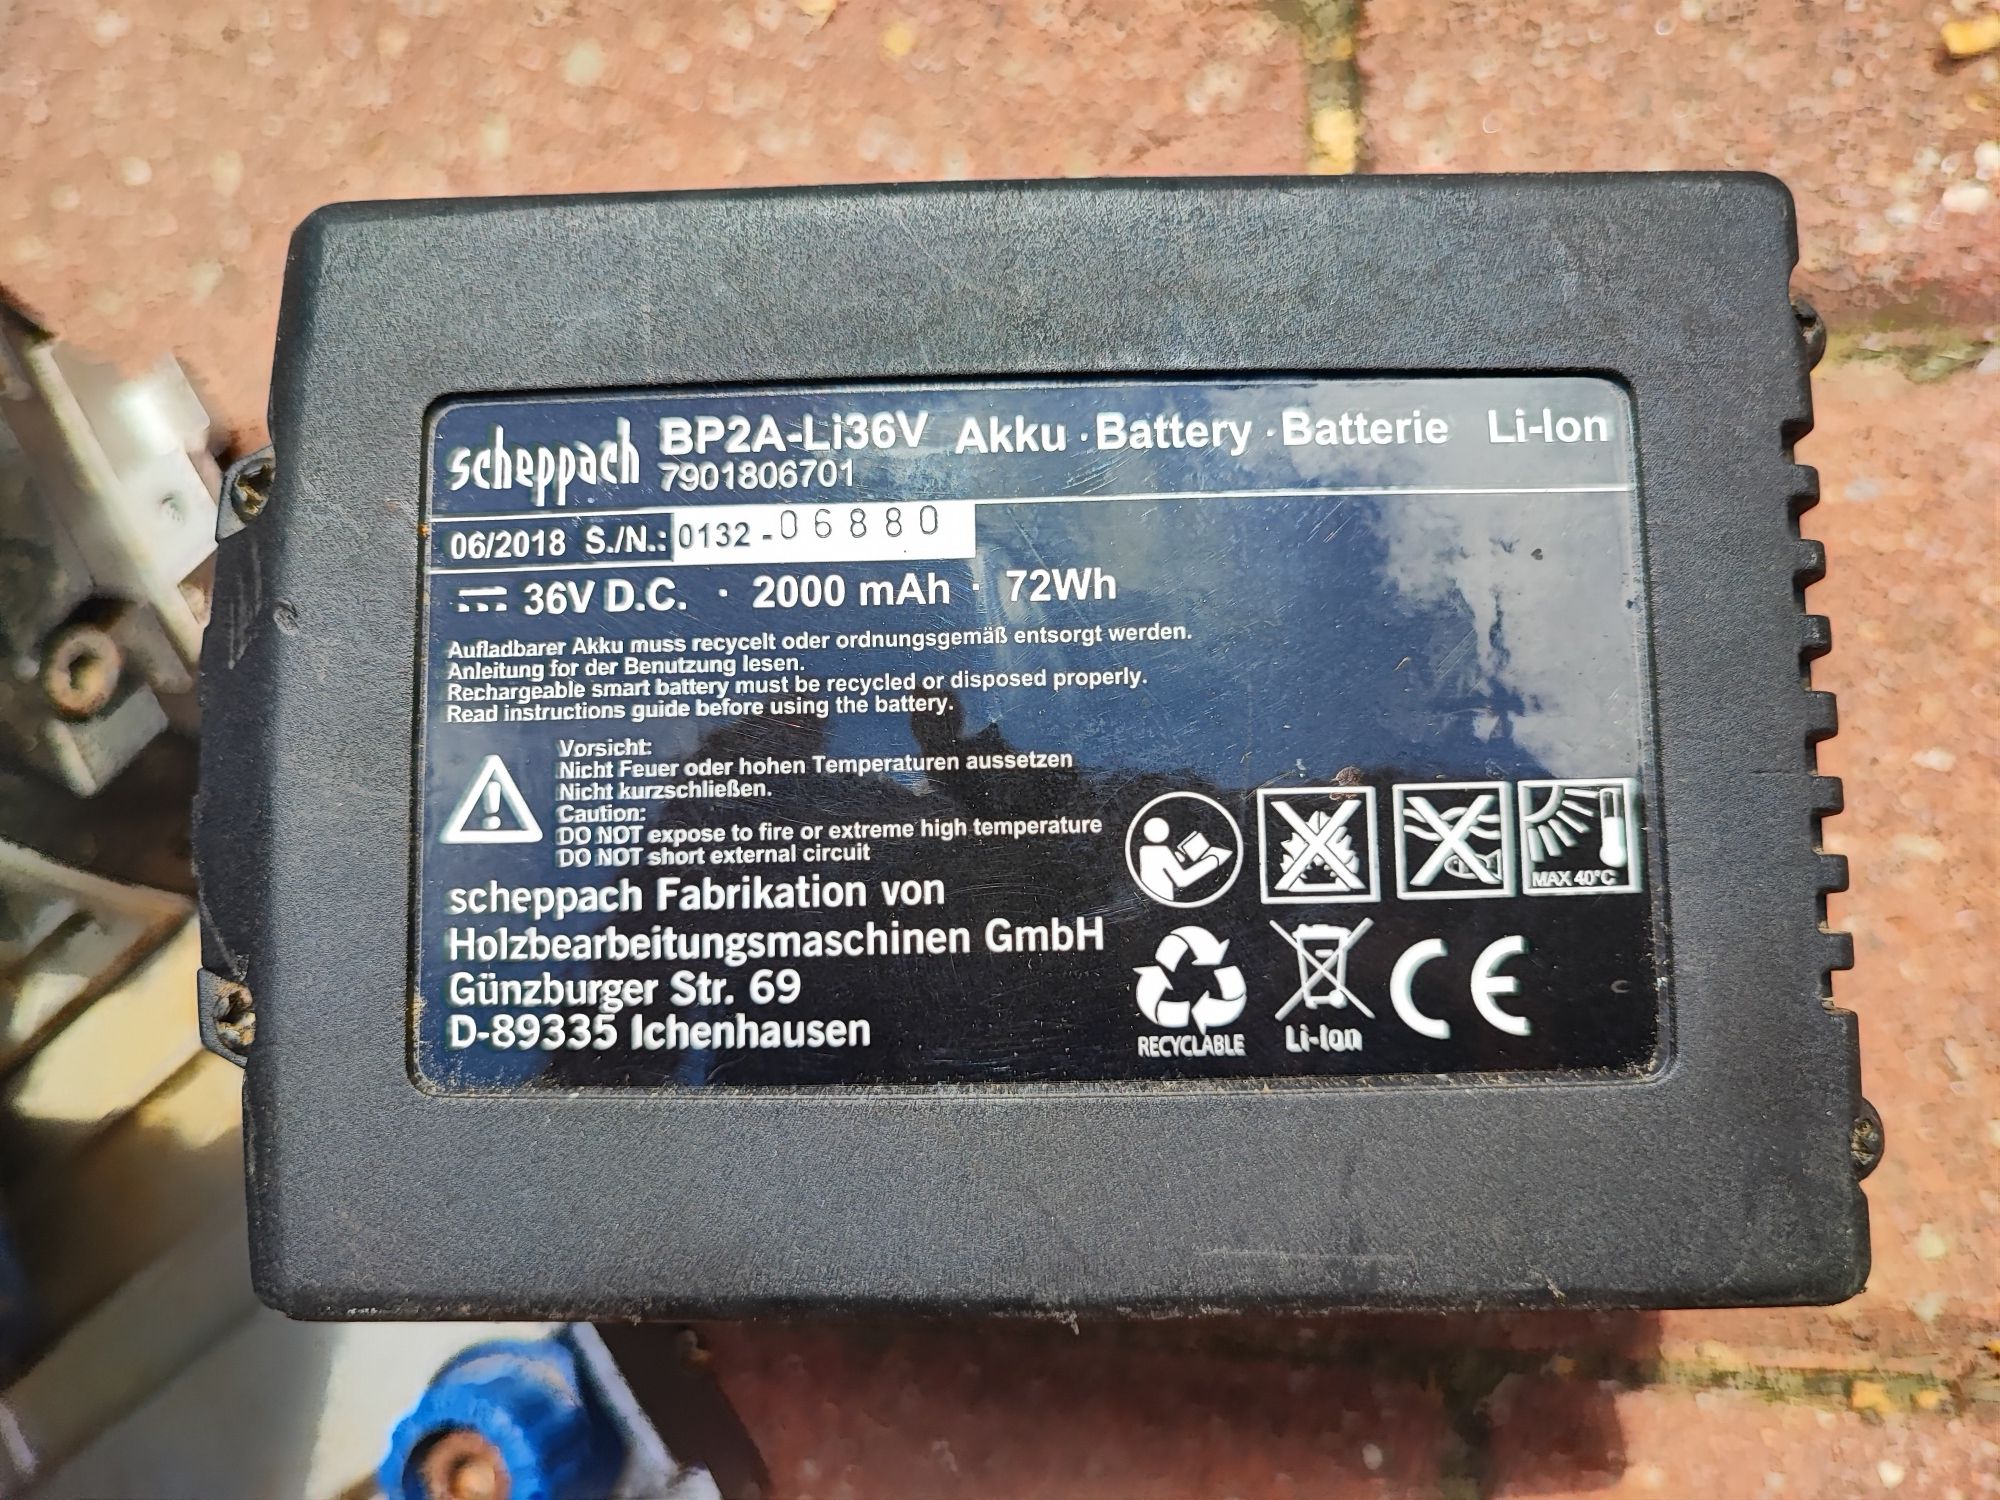 scheppach BP2A-Li36V Akku · Battery · Batterie Li-Ion
7901806701
06/2018 S./N.: 0132 - 06880
36V D.C. · 2000 mAh · 72Wh
Aufladbarer Akku muss recycelt oder ordnungsgemäß entsorgt werden.
Anleitung for der Benutzung lesen.
Rechargeable smart battery must be recycled or disposed properly.
Read instructions guide before using the battery.
Vorsicht:
Nicht Feuer oder hohen Temperaturen aussetzen
Nicht kurzschließen.
Caution:
DO NOT expose to fire or extreme high temperature
DO NOT short external circuit
MAX 40°C
scheppach Fabrikation von
Holzbearbeitungsmaschinen GmbH
Günzburger Str. 69
D-89335 Ichenhausen
RECYCLABLE
Li-Ion
CE